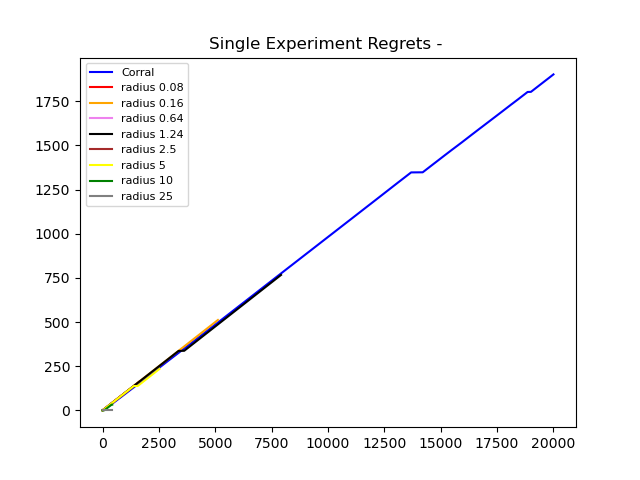 Single Experiment Regrets -
Corral
radius 0.08
radius 0.16
radius 0.64
radius 1.24
radius 2.5
radius 5
radius 10
radius 25
1750
1500
1250
1000
750
500
250
0
0 2500 5000 7500 10000 12500 15000 17500 20000